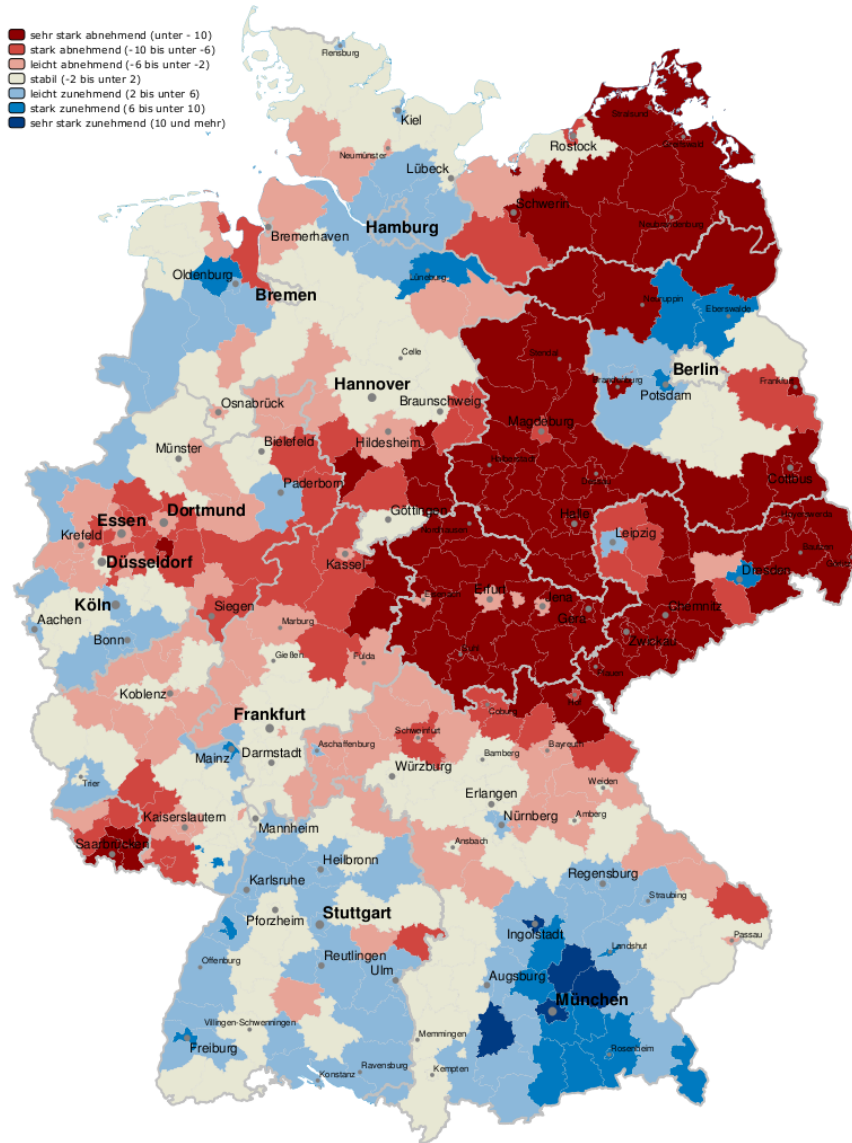 sehr stark abnehmend (unter - 10)
stark abnehmend (-10 bis unter -6)
leicht abnehmend (-6 bis unter -2)
stabil (-2 bis unter 2)
leicht zunehmend (2 bis unter 6)
stark zunehmend (6 bis unter 10)
sehr stark zunehmend (10 und mehr)
Flensburg
Kiel
Stralsund
Greifswald
Rostock
Neumünster
Lübeck
Schwerin
Neubrandenburg
Hamburg
Bremerhaven
Oldenburg
Lüneburg
Bremen
Neuruppin
Eberswalde
Celle
Stendal
Berlin
Hannover
Brandenburg
Potsdam
Frankfurt
Osnabrück
Braunschweig
Magdeburg
Hildesheim
Münster
Bielefeld
Halberstadt
Dessau
Cottbus
Paderborn
Dortmund
Essen
Göttingen
Nordhausen
Halle
Leipzig
Hoyerswerda
Krefeld
Düsseldorf
Kassel
Bautzen
Görlitz
Dresden
Köln
Siegen
Eisenach
Erfurt
Jena
Gera
Chemnitz
Aachen
Bonn
Marburg
Zwickau
Gießen
Fulda
Suhl
Plauen
Koblenz
Frankfurt
Coburg
Hof
Schweinfurt
Mainz
Darmstadt
Aschaffenburg
Bamberg
Bayreuth
Trier
Würzburg
Weiden
Erlangen
Kaiserslautern
Mannheim
Nürnberg
Amberg
Saarbrücken
Ansbach
Heilbronn
Regensburg
Karlsruhe
Straubing
Pforzheim
Stuttgart
Ingolstadt
Passau
Landshut
Offenburg
Reutlingen
Ulm
Augsburg
München
Villingen-Schwenningen
Freiburg
Memmingen
Rosenheim
Konstanz
Ravensburg
Kempten